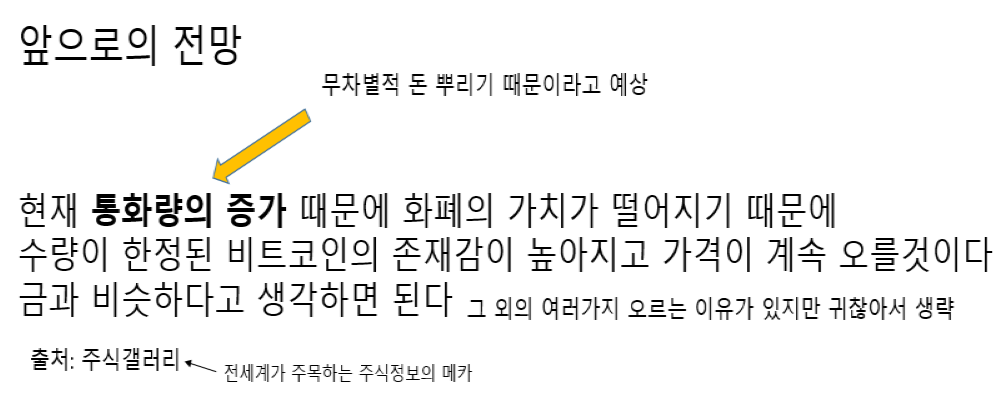 앞으로의 전망
무차별적 돈 뿌리기 때문이라고 예상
현재 통화량의 증가 때문에 화폐의 가치가 떨어지기 때문에
수량이 한정된 비트코인의 존재감이 높아지고 가격이 계속 오를것이다
금과 비슷하다고 생각하면 된다 그 외의 여러가지 오르는 이유가 있지만 귀찮아서 생략
출처: 주식갤러리
전세계가 주목하는 주식정보의 메카